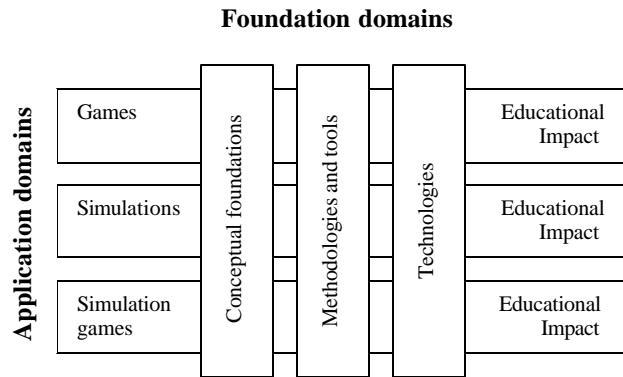 Foundation domains
Application domains
Games
Conceptual foundations
Methodologies and tools
Technologies
Educational
Impact
Simulations
Educational
Impact
Simulation
games
Educational
Impact